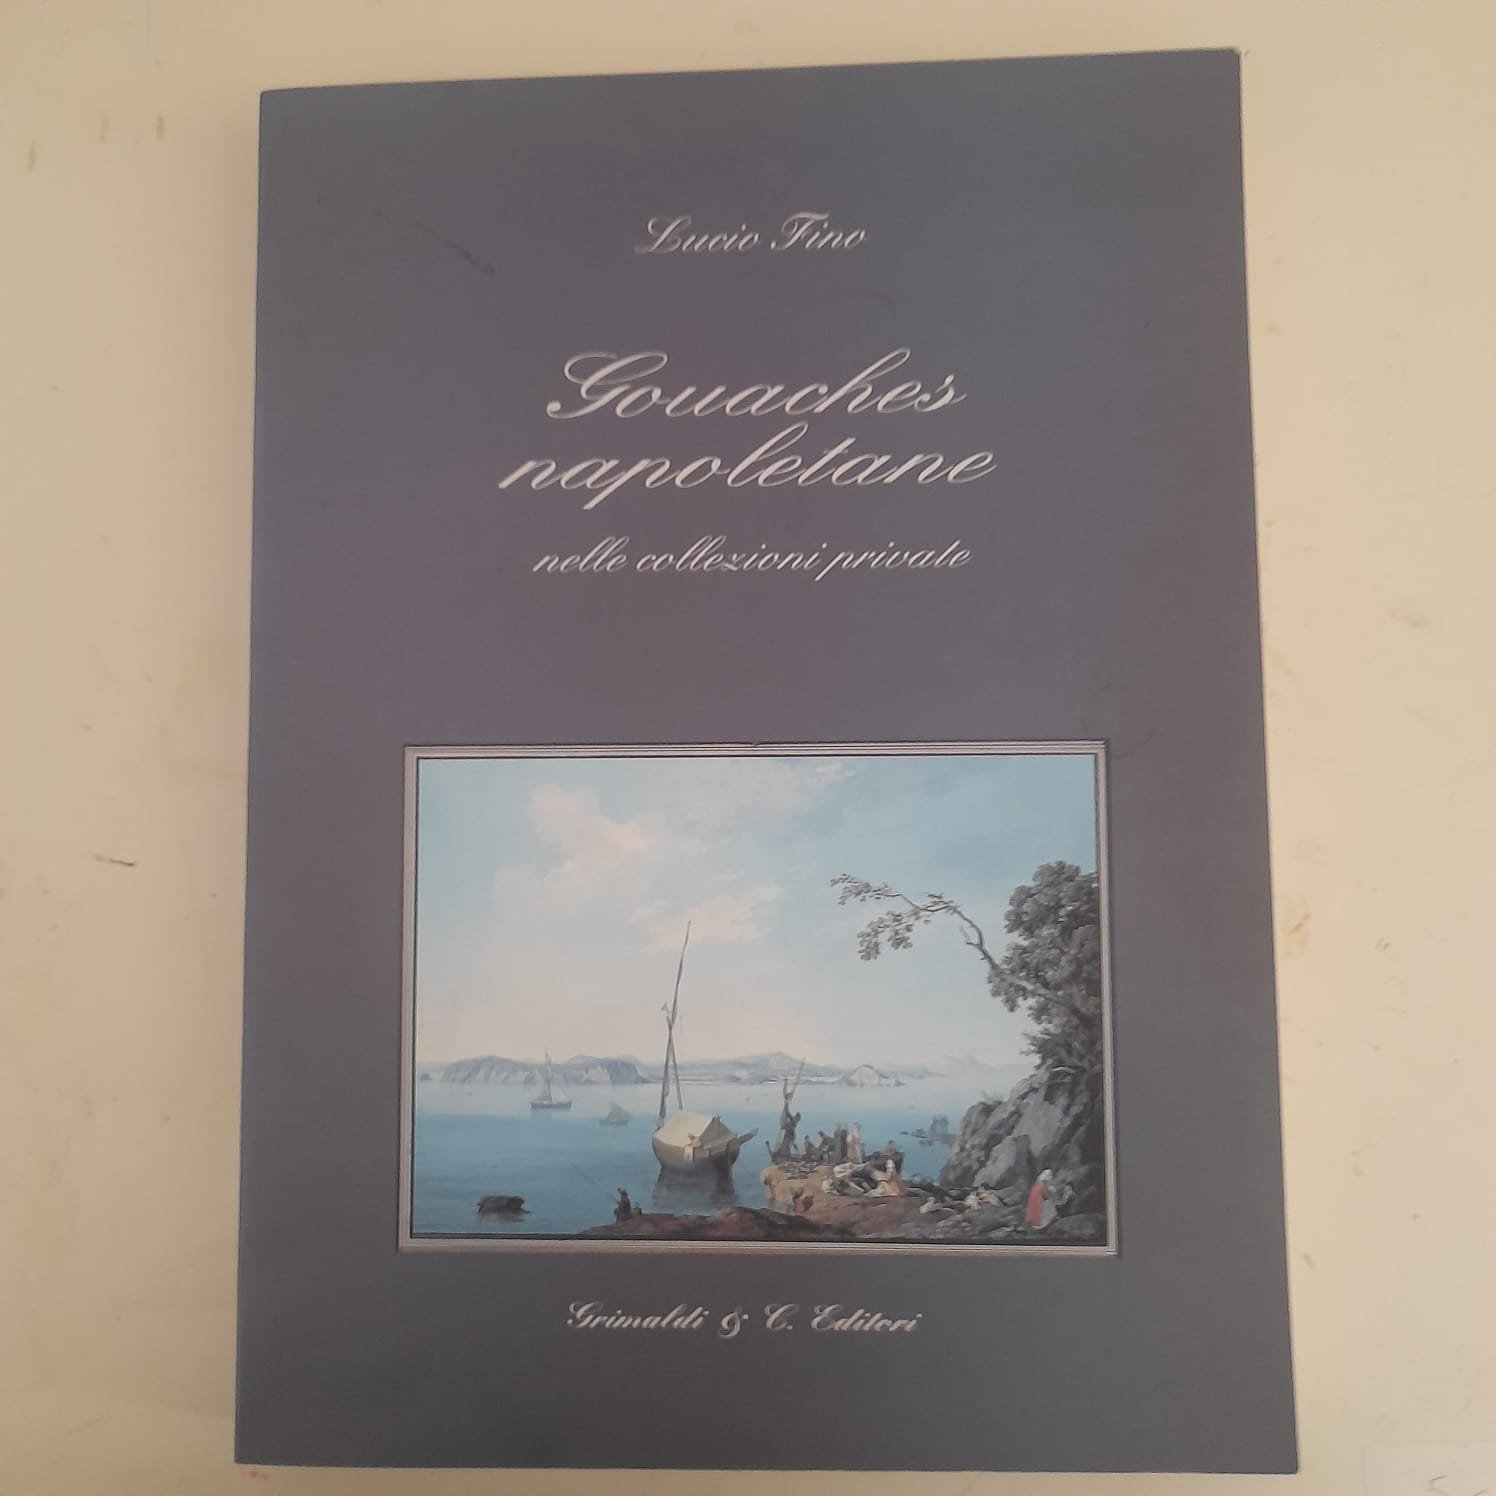 Lucio Fino
Gouaches
napoletane
nelle collezioni private
Grimaldi & C. Editori